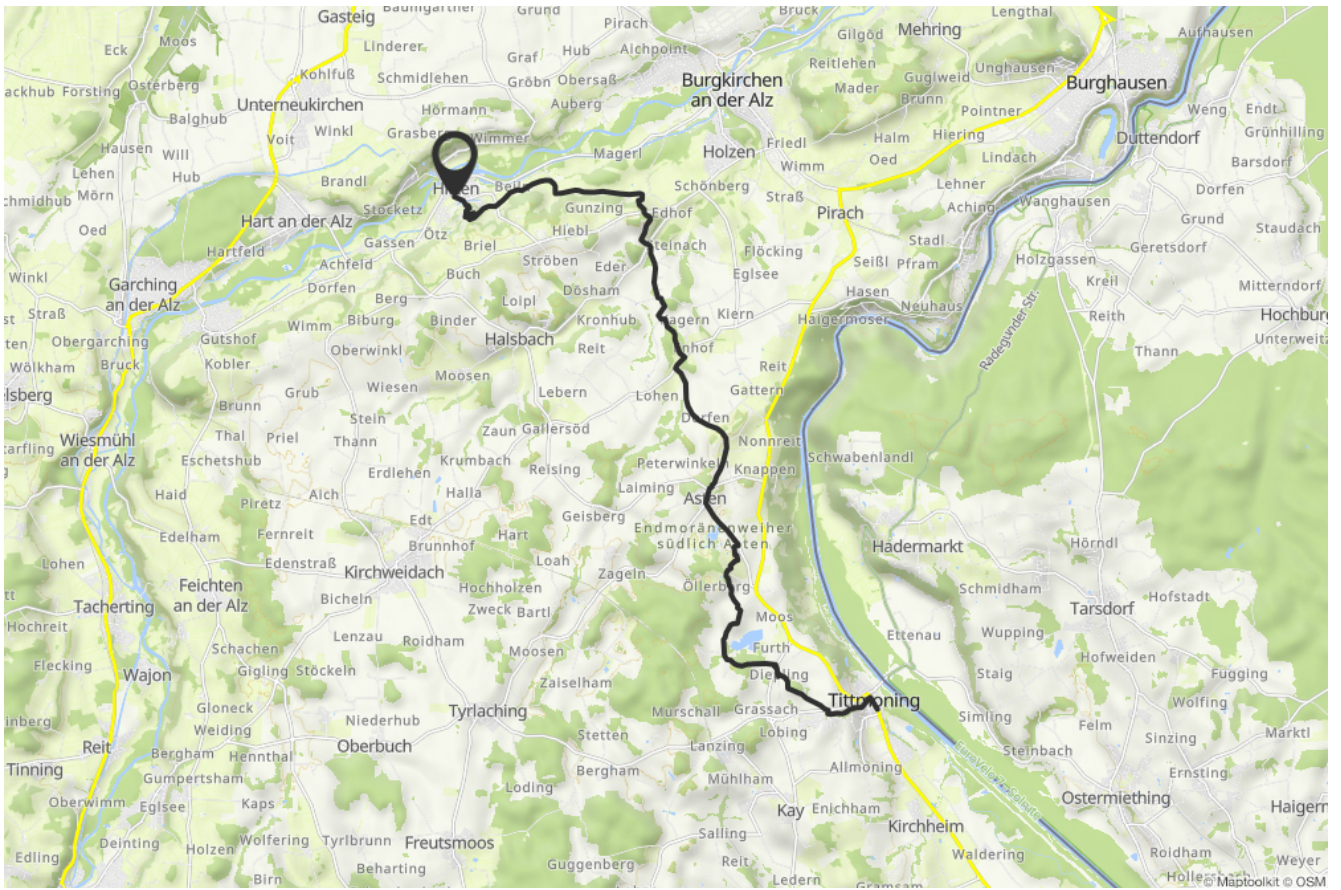 Gasteig
Baumgartner
Grund
Bruck
Lengthal
Eck
Moos
Linderer
Graf
Hub
Pirach
Aichpoint
Gilgöd
Mehring
Aufhausen
Osterberg
Kohlfuß
Schmidlehen
Gröbn
Obersaß
Burgkirchen
an der Alz
Reitlehen
Unghausen
Burghausen
ackhub
Forsting
Unterneukirchen
Hörmann
Auberg
Mader
Guglweid
Brunn
Pointner
Weng
Endt
Balghub
Voit
Winkl
Wimmer
Friedl
Halm
Hiering
Duttendorf
Grünhilling
Hausen
Will
Hub
Magerl
Holzen
Wimm
Oed
Lindach
Barsdorf
Lehen
Mörn
Brandl
Schönberg
Straß
Lehner
Dorfen
chmidhub
Stocketz
Gunzing
Edhof
Pirach
Aching
Wanghausen
Grund
Staudach
Oed
Hart an der Alz
Ötz
Hiebl
Steinach
Flöcking
Stadl
Geretsdorf
Hartfeld
Gassen
Briel
Ströben
Eder
Eglsee
Seißl
Pfram
Holzgassen
Winkl
Garching
an der Alz
Achfeld
Buch
Dösham
Hasen
Neuhaus
Kreil
Mitterndorf
Dorfen
Berg
Loipl
Kronhub
Kiern
Haigermoser
Radegunder Str.
Reith
Hochburg
st
Straß
Wimm
Biburg
Binder
Halsbach
Reit
Obergarching
Gutshof
Oberwinkl
Thann
Unterweitz
ten
Wölkham
Bruck
Kobler
Moosen
Reit
elsberg
Grub
Wiesen
Lebern
Lohen
Gattern
Brunn
Stein
Dorfen
Wiesmühl
an der Alz
Thal
Priel
Thann
Zaun
Gallersöd
Nonnreit
Eschetshub
Erdlehen
Krumbach
Reising
Peterwinkel
Knappen
Schwabenlandl
Haid
Piretz
Aich
Halla
Laiming
Asten
Edelham
Fernreit
Edt
Geisberg
Endmoränenweiher
südlich Asten
Lohen
Edenstraß
Brunnhof
Hart
Hadermarkt
Hörndl
Feichten
an der Alz
Kirchweidach
Loah
Zageln
Öllerberg
Schmidham
Hofstadt
Tacherting
Bicheln
Hochholzen
Zweck
Bartl
Moos
Tarsdorf
Hochreit
Lenzau
Roidham
Ettenau
Wupping
Flecking
Schachen
Moosen
Furth
Hofweiden
Wajon
Gigling
Stöckeln
Zaiselham
Staig
Fugging
inberg
Gloneck
Tyrlaching
Murschall
Grassach
Tittmoning
Simling
Felm
Wolfing
Weiding
Niederhub
Lobing
Reit
Bergham
Oberbuch
Stetten
Lanzing
Steinbach
Sinzing
Marktl
Tinning
Hennthal
Bergham
Allmoning
Gumpertsham
Loding
Mühlham
Ernsting
Oberwimm
Eglsee
Kaps
Kay
Enichham
Ostermiething
Haigerm
Deinting
Wolfering
Tyrlbrunn
Freutsmoos
Salling
Kirchheim
Edling
Holzen
Guggenberg
Reit
Waldering
Roidham
Weyer
Birn
Beharting
Ledern
© Maptoolkit © OSM